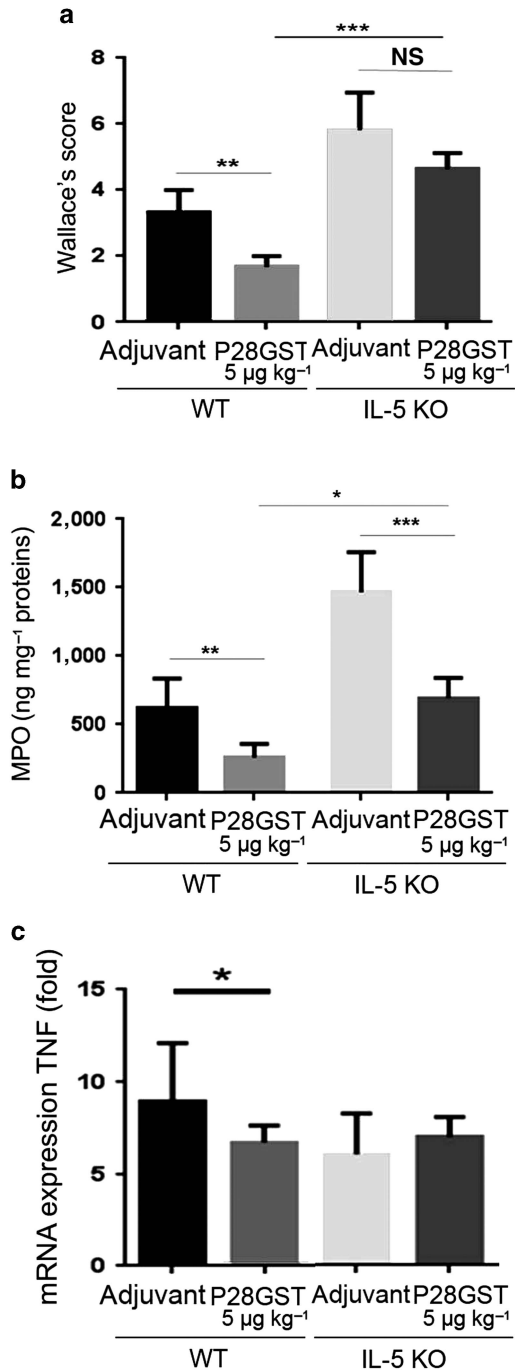 a
***
NS
**
Wallace's score
8
6
4
2
0
Adjuvant P28GST Adjuvant P28GST
5 µg kg⁻¹ 5 µg kg⁻¹
WT IL-5 KO
b
*
***
**
MPO (ng mg⁻¹ proteins)
2,000
1,500
1,000
500
0
Adjuvant P28GST Adjuvant P28GST
5 µg kg⁻¹ 5 µg kg⁻¹
WT IL-5 KO
c
*
mRNA expression TNF (fold)
15
10
5
0
Adjuvant P28GST Adjuvant P28GST
5 µg kg⁻¹ 5 µg kg⁻¹
WT IL-5 KO